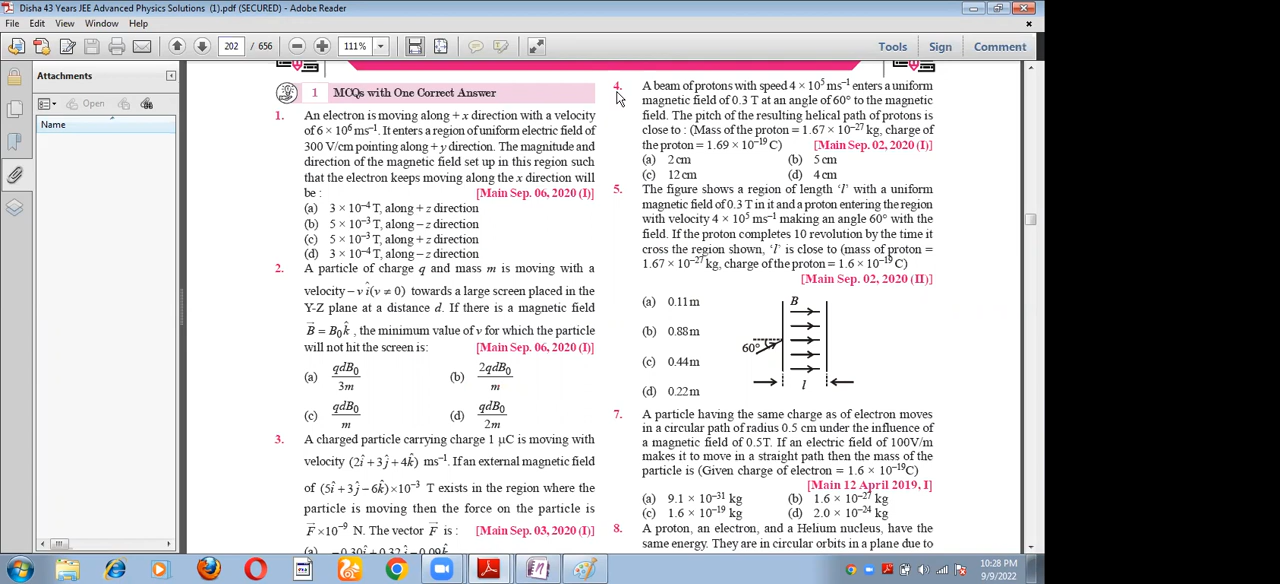 Disha 43 Years JEE Advanced Physics Solutions (1).pdf (SECURED) - Adobe Reader
File Edit View Window Help
202 / 656 111% Tools Sign Comment
Attachments
Open
Name
1 MCQs with One Correct Answer
1. An electron is moving along + x direction with a velocity
of 6 × 10⁶ ms⁻¹. It enters a region of uniform electric field of
300 V/cm pointing along + y direction. The magnitude and
direction of the magnetic field set up in this region such
that the electron keeps moving along the x direction will
be : [Main Sep. 06, 2020 (I)]
(a) 3 × 10⁻⁴ T, along + z direction
(b) 5 × 10⁻³ T, along – z direction
(c) 5 × 10⁻³ T, along + z direction
(d) 3 × 10⁻⁴ T, along – z direction
2. A particle of charge q and mass m is moving with a
velocity – v î (v ≠ 0) towards a large screen placed in the
Y-Z plane at a distance d. If there is a magnetic field
B⃗ = B₀k̂, the minimum value of v for which the particle
will not hit the screen is: [Main Sep. 06, 2020 (I)]
(a) qdB₀/3m (b) 2qdB₀/m
(c) qdB₀/m (d) qdB₀/2m
3. A charged particle carrying charge 1 μC is moving with
velocity (2î + 3ĵ + 4k̂) ms⁻¹. If an external magnetic field
of (5î + 3ĵ – 6k̂) × 10⁻³ T exists in the region where the
particle is moving then the force on the particle is
F⃗ × 10⁻⁹ N. The vector F⃗ is : [Main Sep. 03, 2020 (I)]
(a) –0.30î + 0.32ĵ – 0.09k̂
4. A beam of protons with speed 4 × 10⁵ ms⁻¹ enters a uniform
magnetic field of 0.3 T at an angle of 60° to the magnetic
field. The pitch of the resulting helical path of protons is
close to : (Mass of the proton = 1.67 × 10⁻²⁷ kg, charge of
the proton = 1.69 × 10⁻¹⁹ C) [Main Sep. 02, 2020 (I)]
(a) 2 cm (b) 5 cm
(c) 12 cm (d) 4 cm
5. The figure shows a region of length ‘l’ with a uniform
magnetic field of 0.3 T in it and a proton entering the region
with velocity 4 × 10⁵ ms⁻¹ making an angle 60° with the
field. If the proton completes 10 revolution by the time it
cross the region shown, ‘l’ is close to (mass of proton =
1.67 × 10⁻²⁷ kg, charge of the proton = 1.6 × 10⁻¹⁹ C)
[Main Sep. 02, 2020 (II)]
(a) 0.11 m
(b) 0.88 m
(c) 0.44 m
(d) 0.22 m
B
60°
l
7. A particle having the same charge as of electron moves
in a circular path of radius 0.5 cm under the influence of
a magnetic field of 0.5T. If an electric field of 100V/m
makes it to move in a straight path then the mass of the
particle is (Given charge of electron = 1.6 × 10⁻¹⁹C)
[Main 12 April 2019, I]
(a) 9.1 × 10⁻³¹ kg (b) 1.6 × 10⁻²⁷ kg
(c) 1.6 × 10⁻¹⁹ kg (d) 2.0 × 10⁻²⁴ kg
8. A proton, an electron, and a Helium nucleus, have the
same energy. They are in circular orbits in a plane due to
10:28 PM
9/9/2022